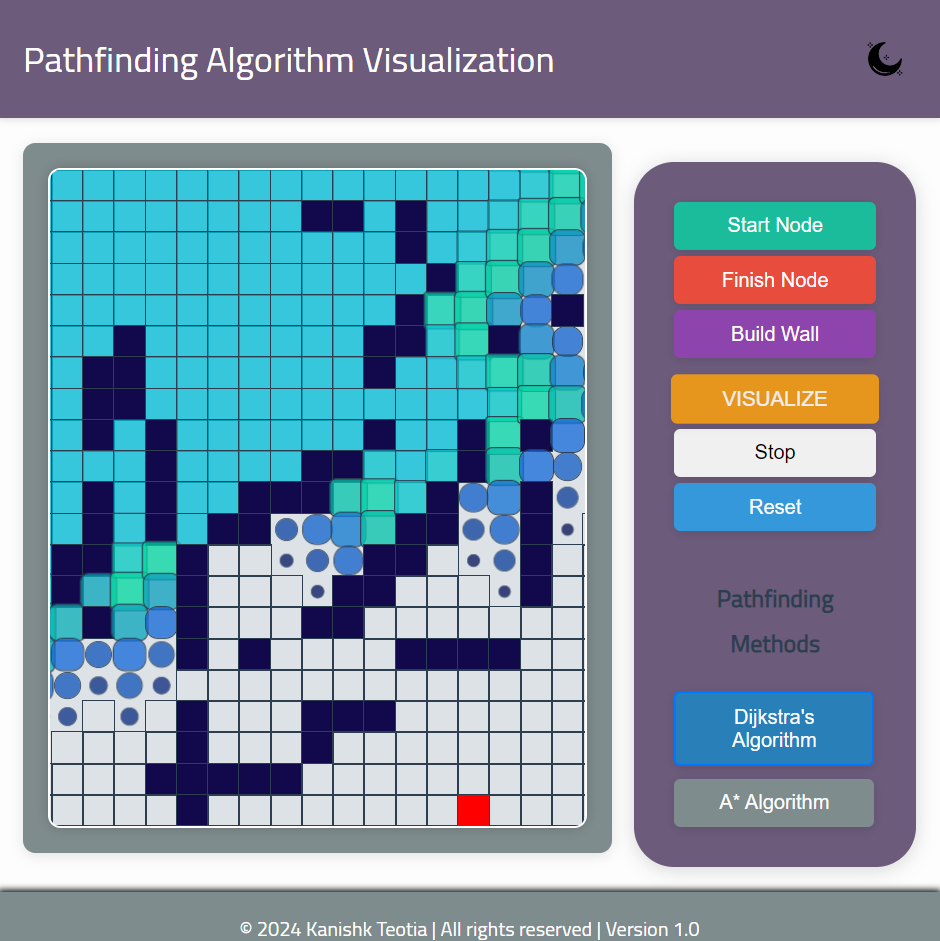 Pathfinding Algorithm Visualization
Start Node
Finish Node
Build Wall
VISUALIZE
Stop
Reset
Pathfinding
Methods
Dijkstra's
Algorithm
A* Algorithm
© 2024 Kanishk Teotia | All rights reserved | Version 1.0